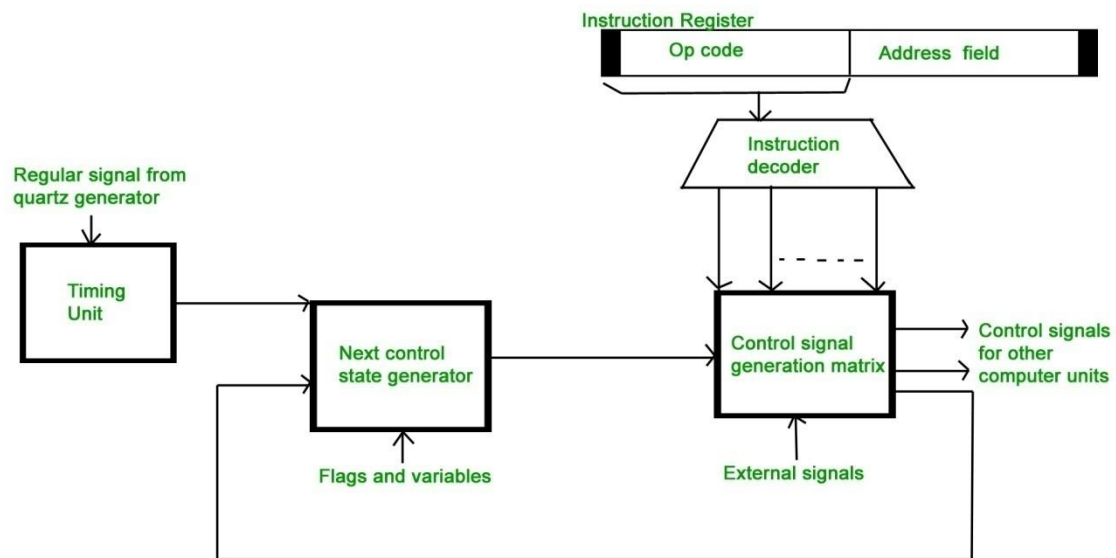 Instruction Register
Op code
Address field
Instruction
decoder
Regular signal from
quartz generator
Timing
Unit
Next control
state generator
Control signal
generation matrix
Control signals
for other
computer units
Flags and variables
External signals